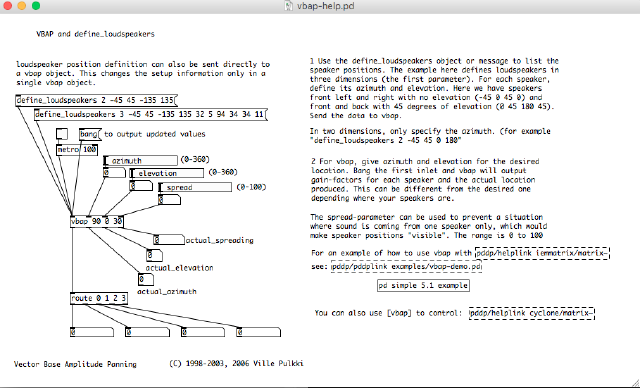 vbap-help.pd
VBAP and define_loudspeakers
loudspeaker position definition can also be sent directly to
a vbap object. This changes the setup information only in a
single vbap object.
define_loudspeakers 2 -45 45 -135 135
define_loudspeakers 3 -45 45 -135 135 32 5 94 34 34 11
bang to output updated values
metro 100
azimuth (0-360)
0
elevation (0-360)
0
spread (0-100)
0
vbap 90 0 30
0 actual_spreading
0
actual_elevation
0
actual_azimuth
route 0 1 2 3
0 0 0 0
Vector Base Amplitude Panning (C) 1998-2003, 2006 Ville Pulkki
1 Use the define_loudspeakers object or message to list the
speaker positions. The example here defines loudspeakers in
three dimensions (the first parameter). For each speaker,
define its azimuth and elevation. Here we have speakers
front left and right with no elevation (-45 0 45 0) and
front and back with 45 degrees of elevation (0 45 180 45).
Send the data to vbap.
In two dimensions, only specify the azimuth. (for example
"define_loudspeakers 2 -45 45 0 180"
2 For vbap, give azimuth and elevation for the desired
location. Bang the first inlet and vbap will output
gain-factors for each speaker and the actual location
produced. This can be different from the desired one
depending where your speakers are.
The spread-parameter can be used to prevent a situation
where sound is coming from one speaker only, which would
make speaker positions "visible". The range is 0 to 100
For an example of how to use vbap with pddp/helplink iemmatrix/matrix~
see: pddp/pddplink examples/vbap-demo.pd
pd simple 5.1 example
You can also use [vbap] to control: pddp/helplink cyclone/matrix~